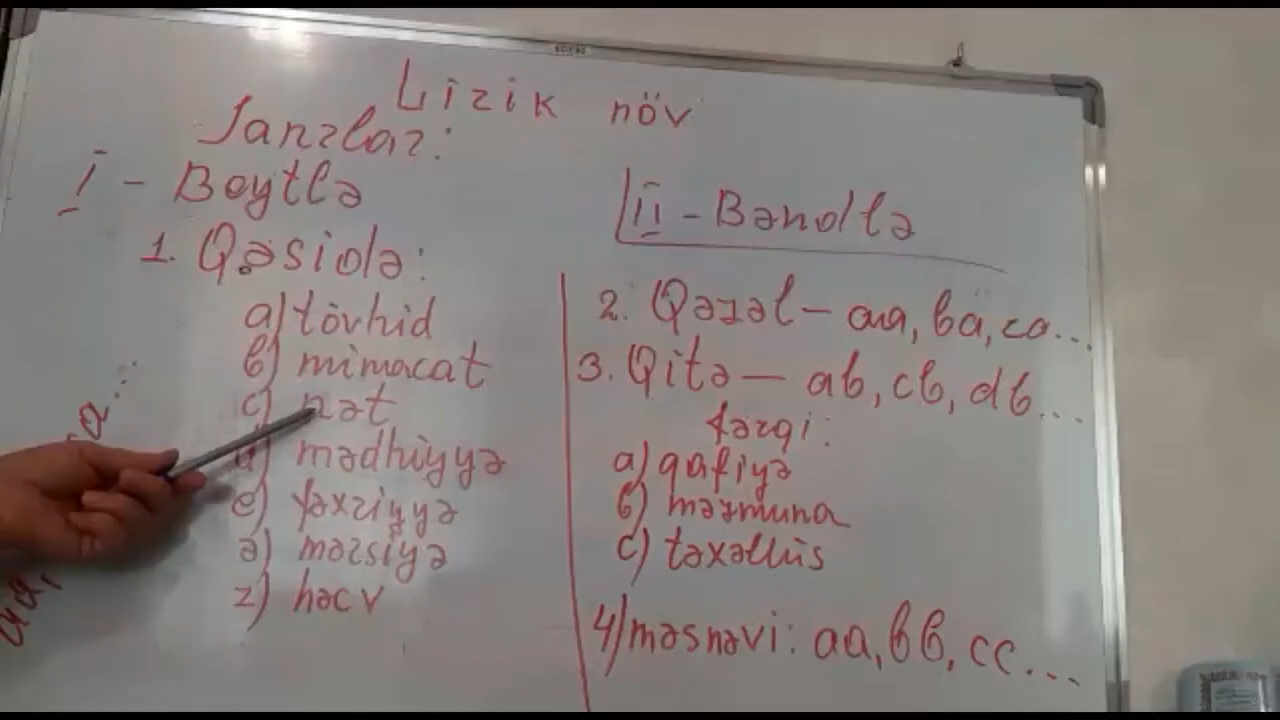 Lirik növ
Janrlar:
I - Beytlə
1. Qəsidə:
a) tövhid
b) minacat
c) nət
d) mədhiyyə
e) fəxriyyə
ə) mərsiyə
z) həcv
II - Bəndlə
2. Qəzəl - aa, ba, ca...
3. Qitə - ab, cb, db...
fərqi:
a) qafiyə
b) məzmuna
c) təxəllüs
4) məsnəvi: aa, bb, cc...